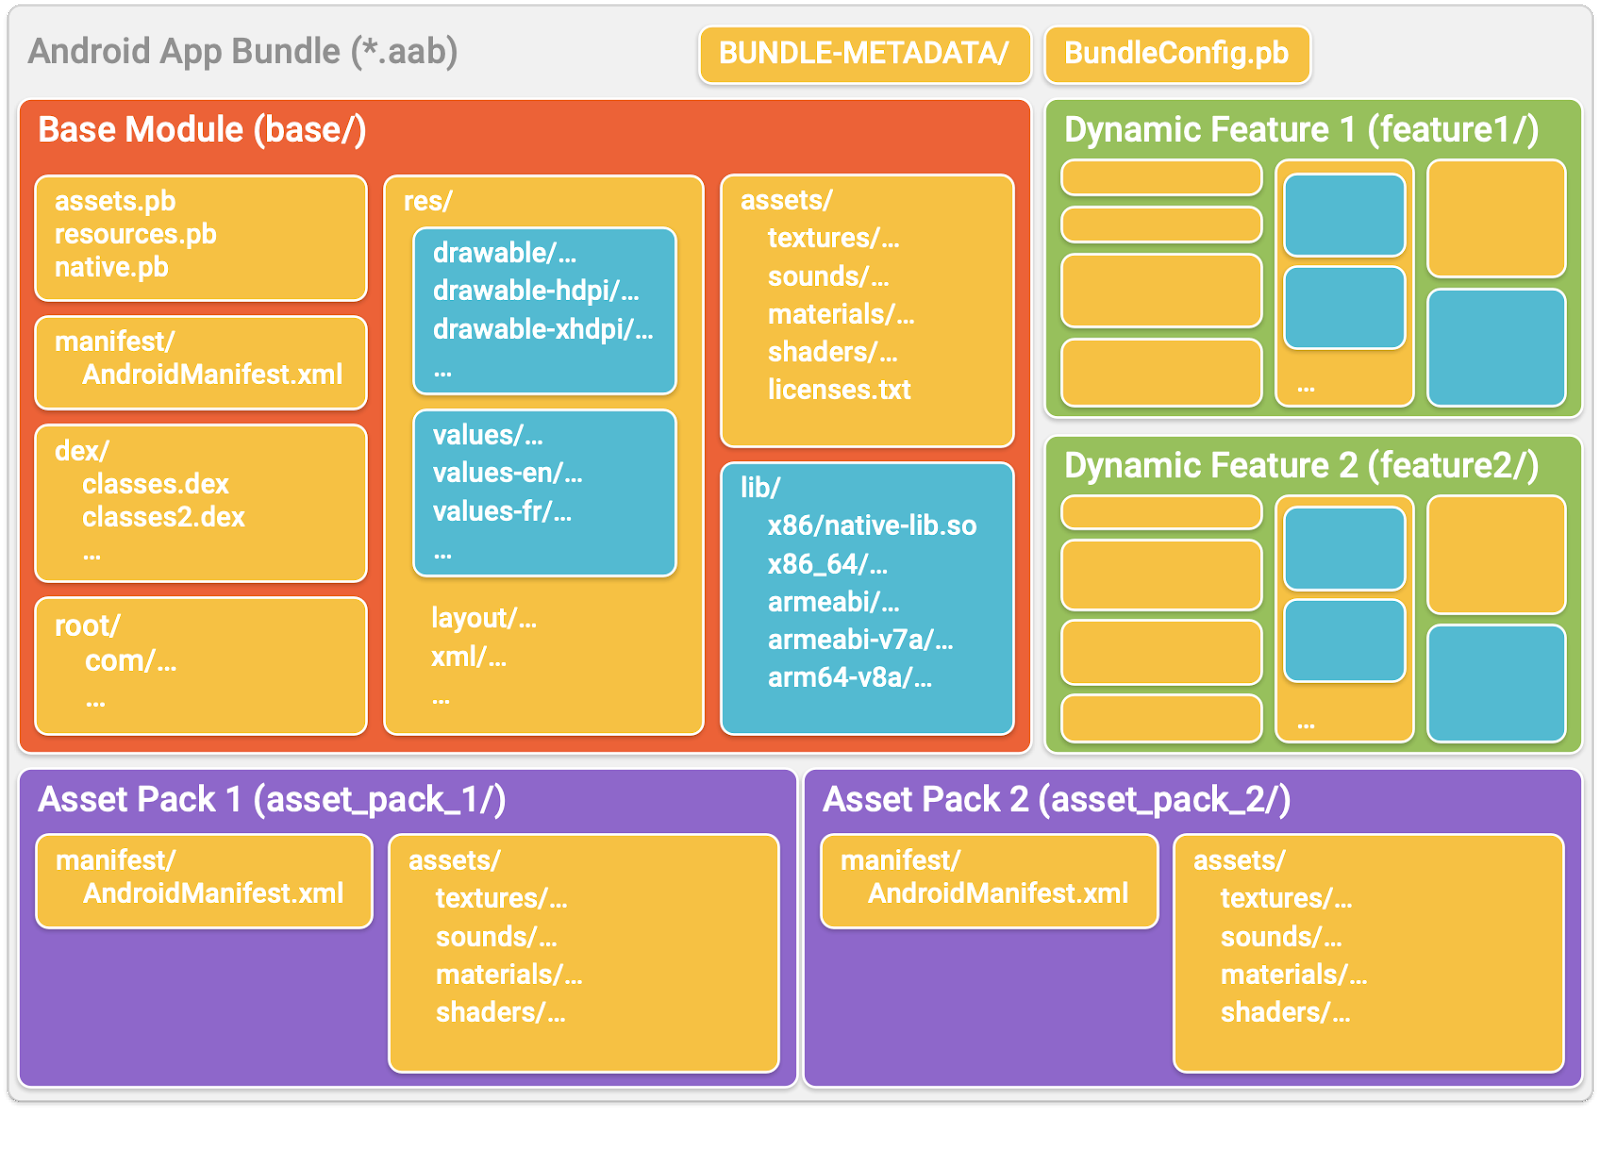 Android App Bundle (*.aab)
BUNDLE-METADATA/
BundleConfig.pb
Base Module (base/)
assets.pb
resources.pb
native.pb
manifest/
AndroidManifest.xml
dex/
classes.dex
classes2.dex
...
root/
com/...
...
res/
drawable/...
drawable-hdpi/...
drawable-xhdpi/...
...
values/...
values-en/...
values-fr/...
...
layout/...
xml/...
...
assets/
textures/...
sounds/...
materials/...
shaders/...
licenses.txt
lib/
x86/native-lib.so
x86_64/...
armeabi/...
armeabi-v7a/...
arm64-v8a/...
Dynamic Feature 1 (feature1/)
...
Dynamic Feature 2 (feature2/)
...
Asset Pack 1 (asset_pack_1/)
manifest/
AndroidManifest.xml
assets/
textures/...
sounds/...
materials/...
shaders/...
Asset Pack 2 (asset_pack_2/)
manifest/
AndroidManifest.xml
assets/
textures/...
sounds/...
materials/...
shaders/...